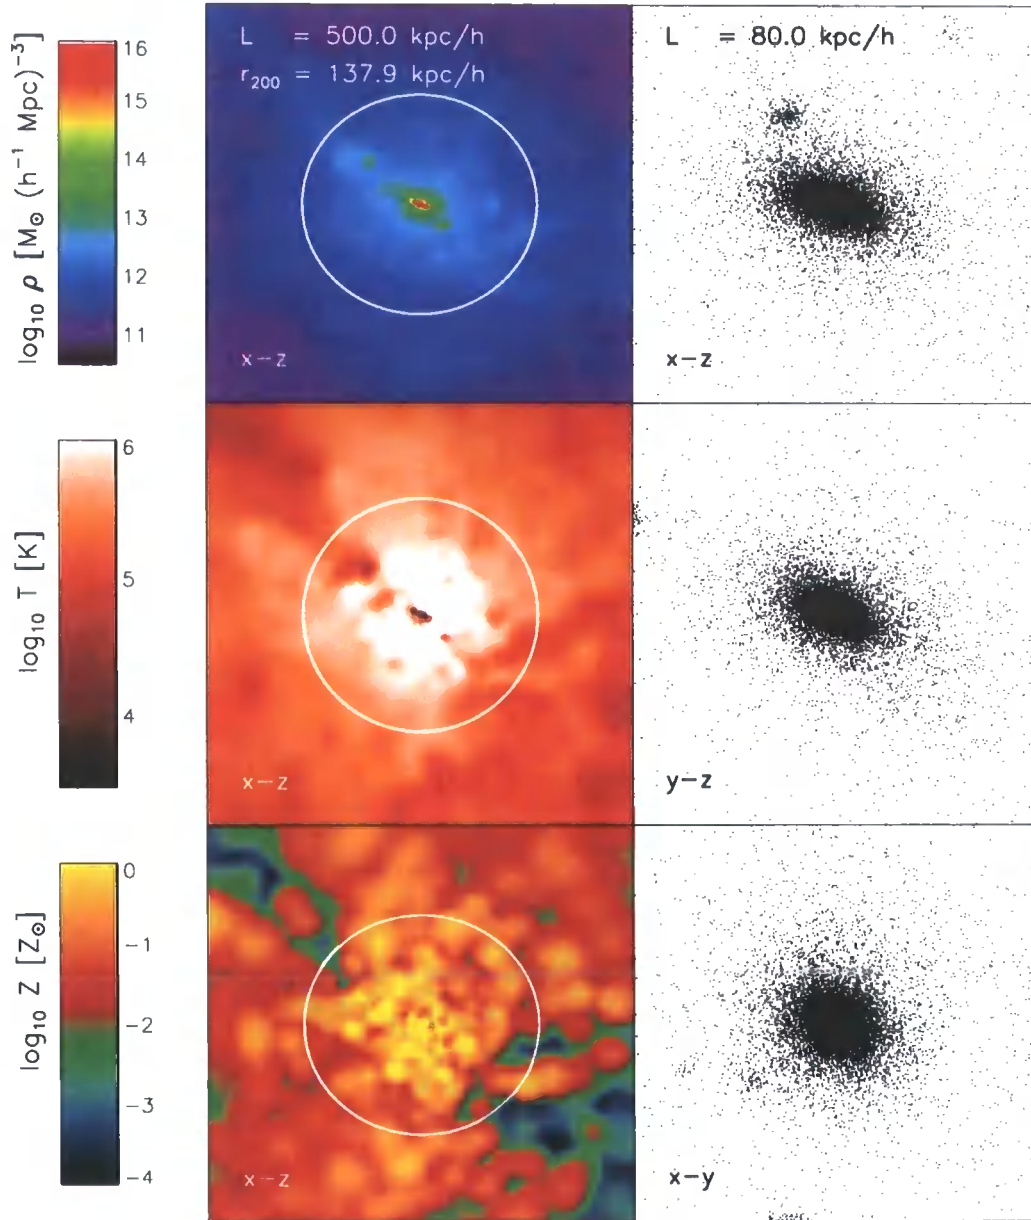 log₁₀ ρ [M⊙ (h⁻¹ Mpc)⁻³]
16
15
14
13
12
11
L = 500.0 kpc/h
r₂₀₀ = 137.9 kpc/h
x-z
L = 80.0 kpc/h
x-z
log₁₀ T [K]
6
5
4
x-z
y-z
log₁₀ Z [Z⊙]
0
-1
-2
-3
-4
x-z
x-y